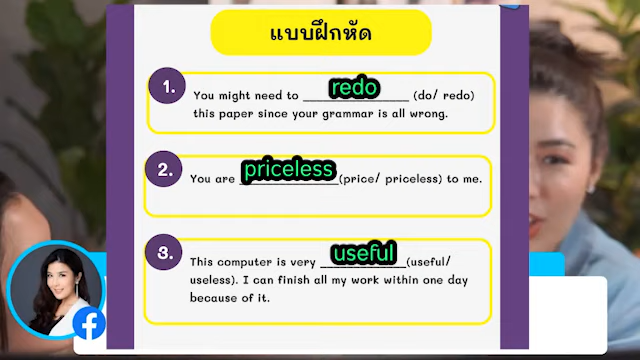 แบบฝึกหัด
1.
You might need to redo (do/ redo)
this paper since your grammar is all wrong.
2.
You are priceless (price/ priceless) to me.
3.
This computer is very useful (useful/
useless). I can finish all my work within one day
because of it.